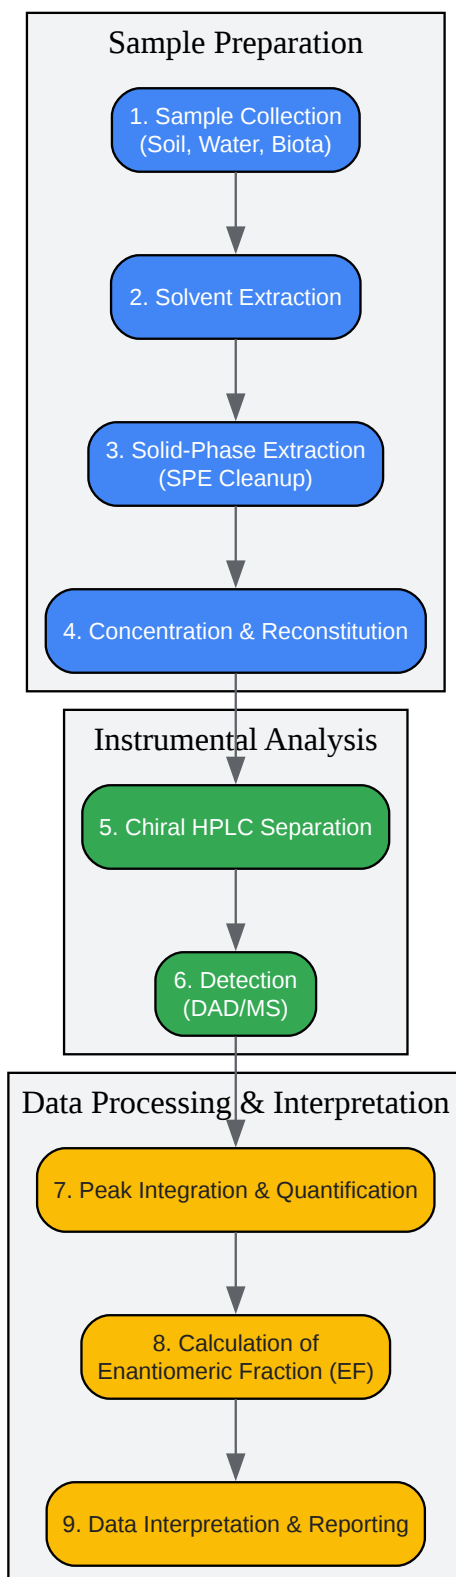 Sample Preparation
1. Sample Collection
(Soil, Water, Biota)
2. Solvent Extraction
3. Solid-Phase Extraction
(SPE Cleanup)
4. Concentration & Reconstitution
Instrumental Analysis
5. Chiral HPLC Separation
6. Detection
(DAD/MS)
Data Processing & Interpretation
7. Peak Integration & Quantification
8. Calculation of
Enantiomeric Fraction (EF)
9. Data Interpretation & Reporting